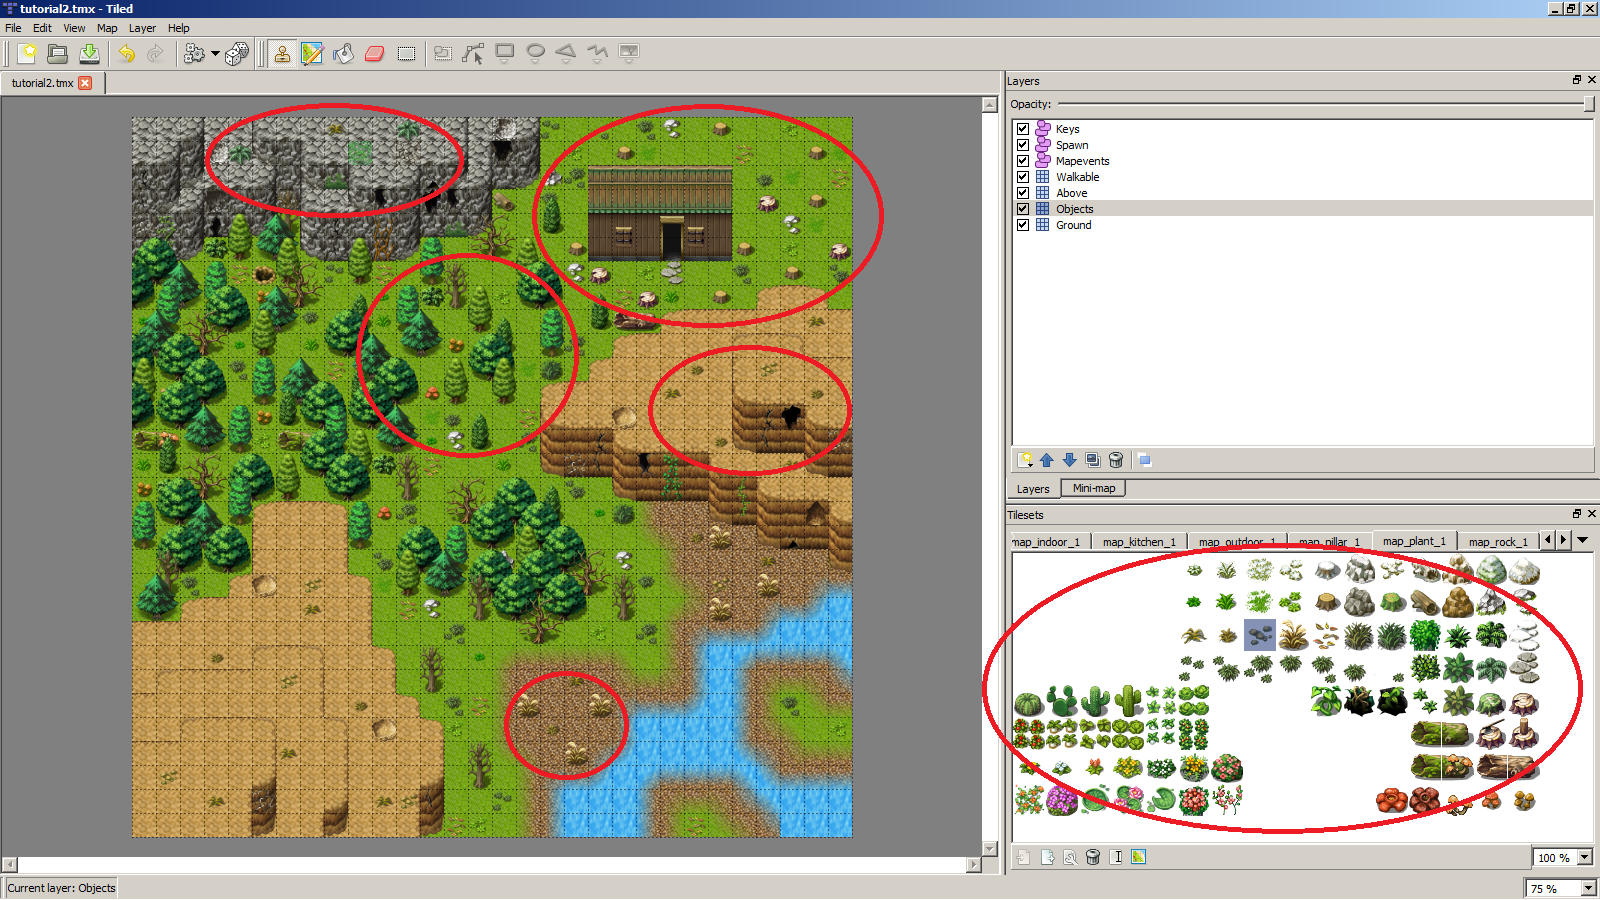 tutorial2.tmx - Tiled
File Edit View Map Layer Help
tutorial2.tmx
Layers
Opacity:
Keys
Spawn
Mapevents
Walkable
Above
Objects
Ground
Layers Mini-map
Tilesets
map_indoor_1 map_kitchen_1 map_outdoor_1 map_pillar_1 map_plant_1 map_rock_1
100 %
Current layer: Objects
75 %